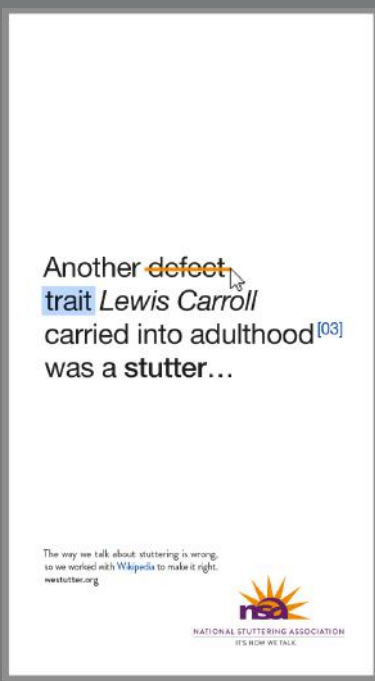 Another defect
trait Lewis Carroll
carried into adulthood[03]
was a stutter...
The way we talk about stuttering is wrong,
so we worked with Wikipedia to make it right.
westutter.org
nsa
NATIONAL STUTTERING ASSOCIATION
IT'S HOW WE TALK.